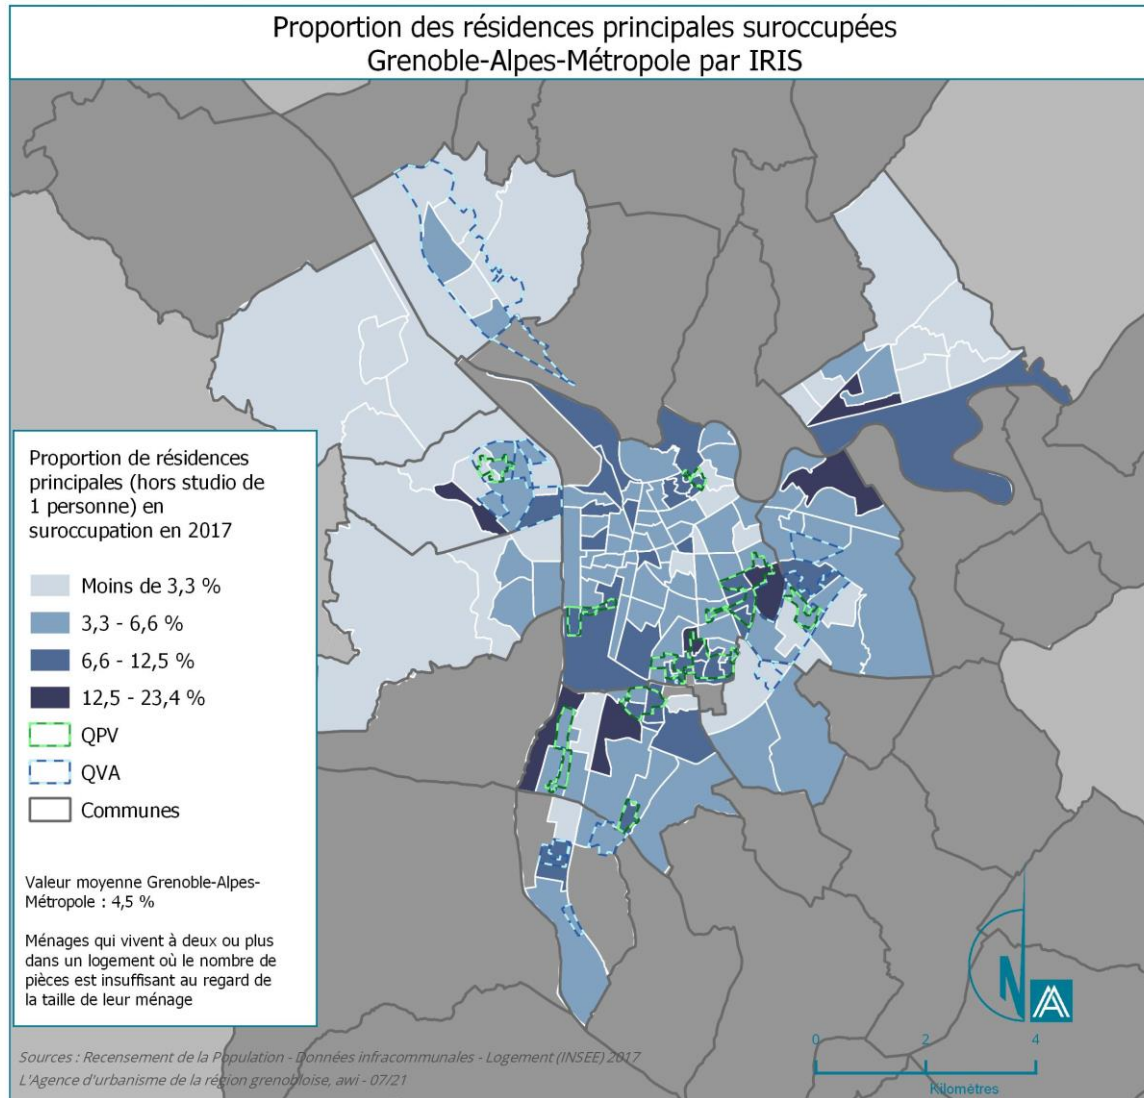 Proportion des résidences principales suroccupées
Grenoble-Alpes-Métropole par IRIS
Proportion de résidences
principales (hors studio de
1 personne) en
suroccupation en 2017
Moins de 3,3 %
3,3 - 6,6 %
6,6 - 12,5 %
12,5 - 23,4 %
QPV
QVA
Communes
Valeur moyenne Grenoble-Alpes-
Métropole : 4,5 %
Ménages qui vivent à deux ou plus
dans un logement où le nombre de
pièces est insuffisant au regard de
la taille de leur ménage
N
0 2 4
Kilomètres
Sources : Recensement de la Population - Données infracommunales - Logement (INSEE) 2017
L'Agence d'urbanisme de la région grenobloise, awi - 07/21